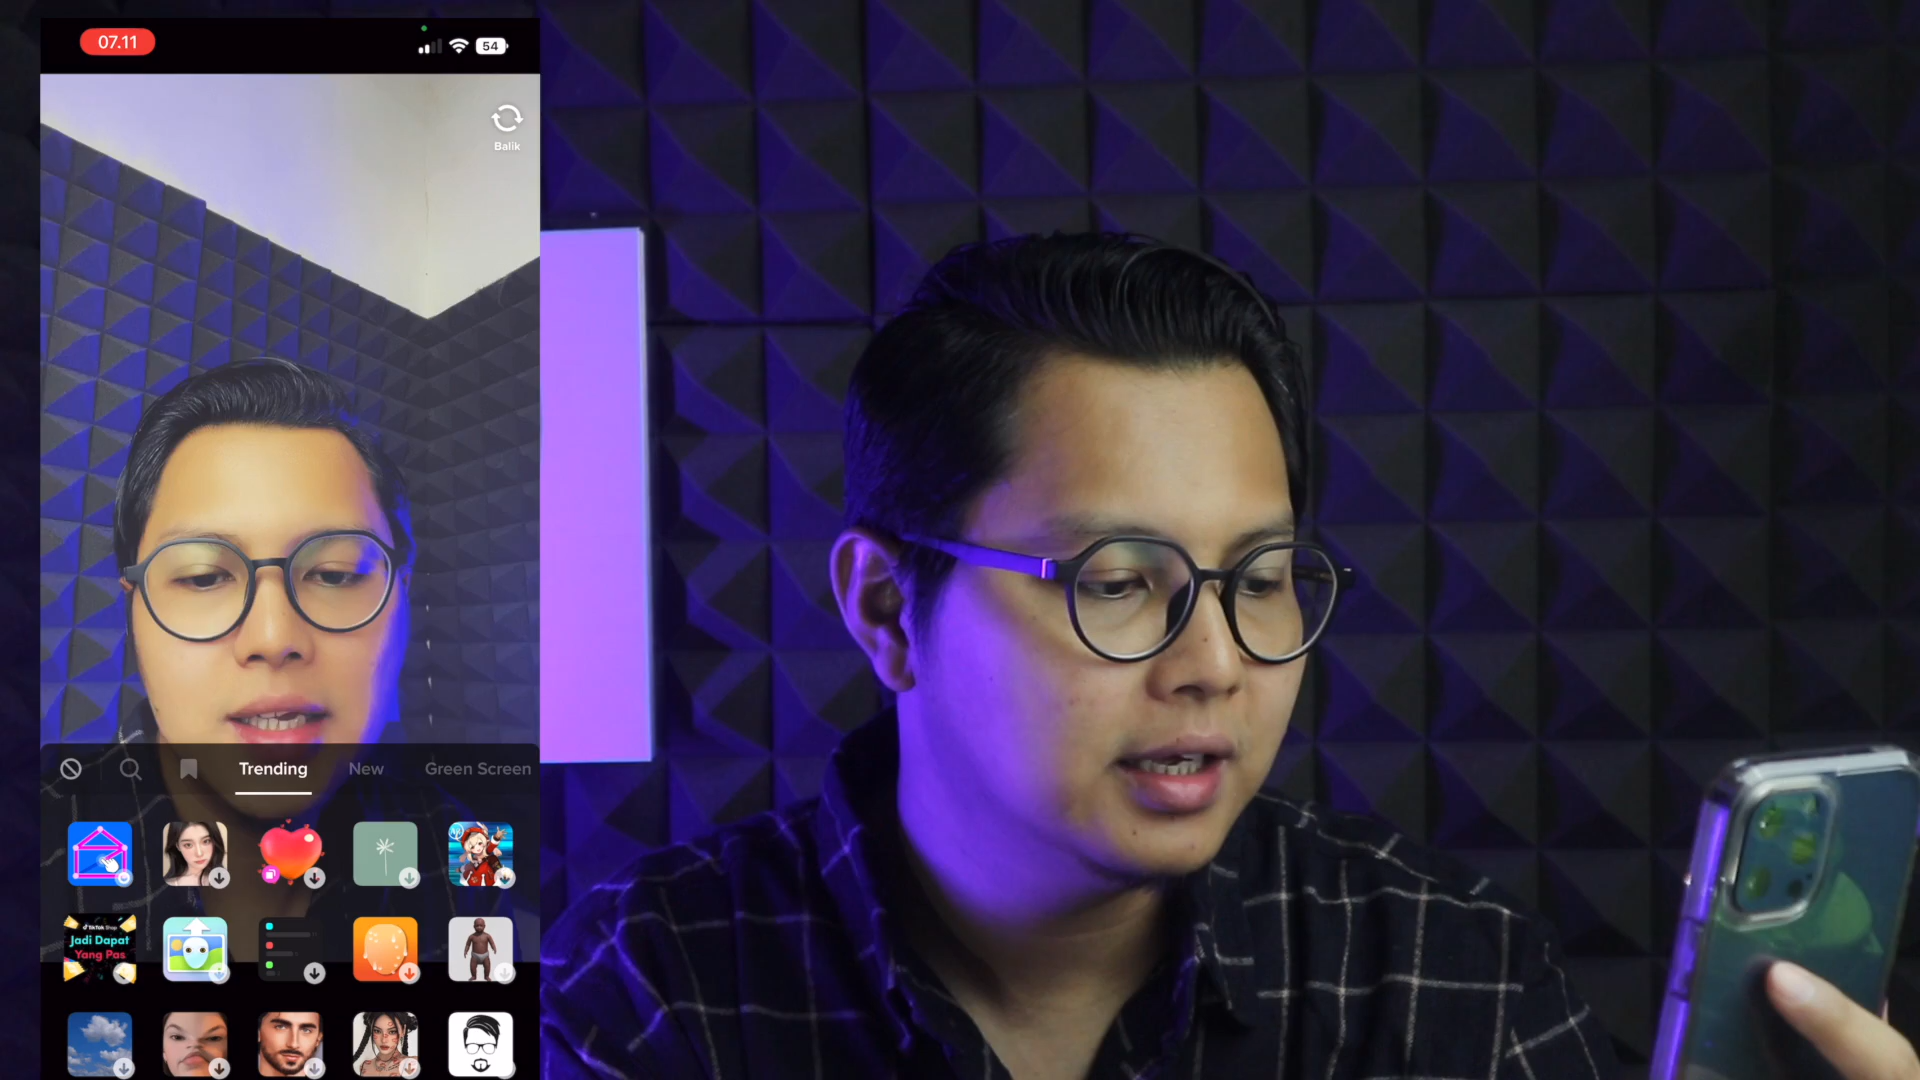 07.11
54
Balik
Trending
New
Green Screen
TikTok Shop
Jadi Dapat
Yang Pas